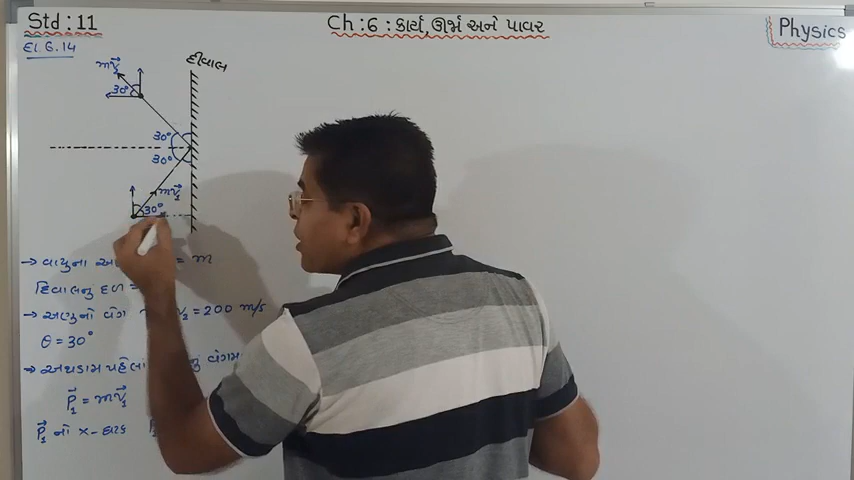 Std : 11
Ch : 6 : કાર્ય, ઊર્જા અને પાવર
Physics
દા 6.14
દીવાલ
mv⃗₂
30°
30°
30°
mv⃗₁
30°
→ વાયુના = m
દિવાલનું દળ =
→ અણુનો વેગ = 200 m/s
θ = 30°
→ અથડામણ પહેલાં
p⃗₁ = mv⃗₁
p⃗₁ નો x - ઘટક